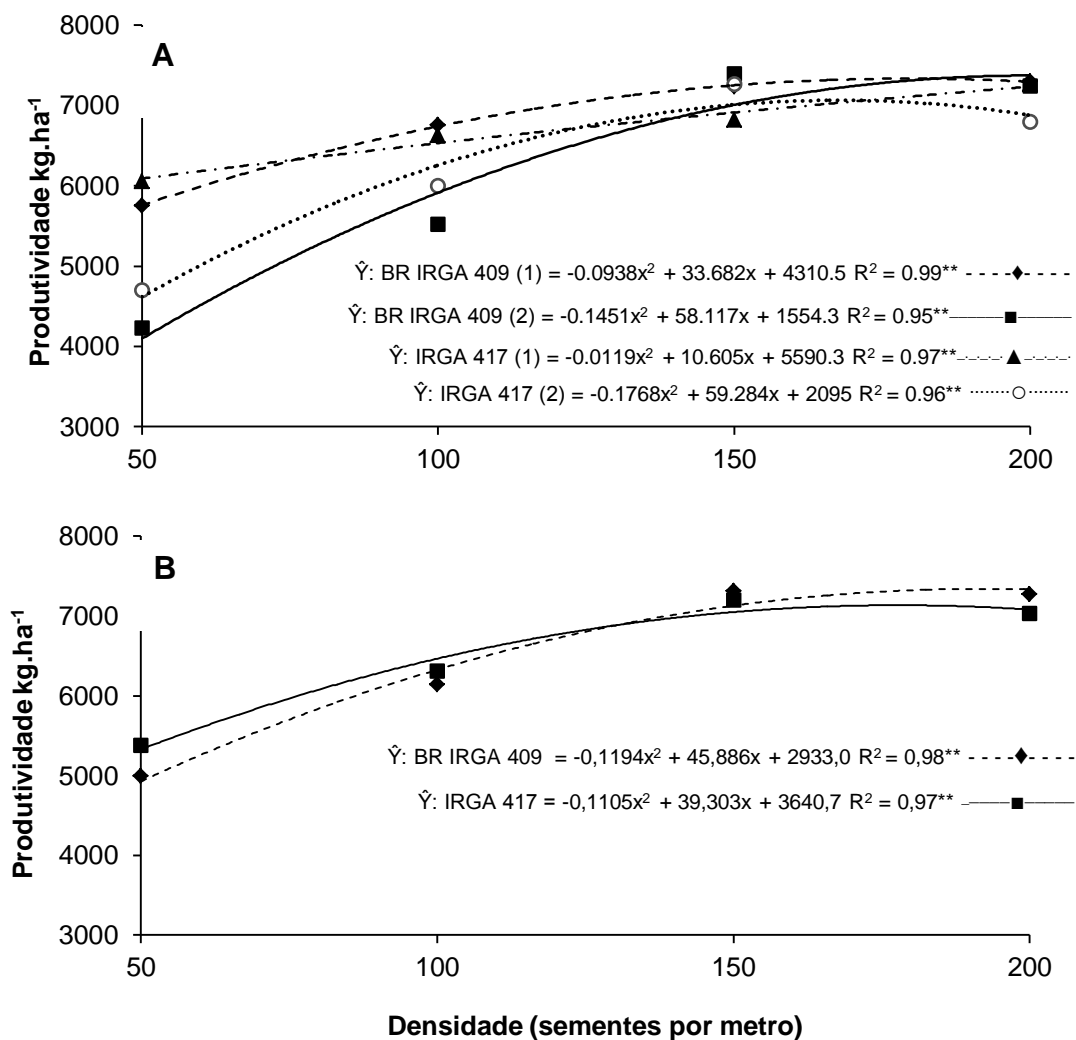 8000
A
7000
6000
5000
4000
3000
Produtividade kg.ha⁻¹
Ŷ: BR IRGA 409 (1) = -0.0938x² + 33.682x + 4310.5 R² = 0.99**
Ŷ: BR IRGA 409 (2) = -0.1451x² + 58.117x + 1554.3 R² = 0.95**
Ŷ: IRGA 417 (1) = -0.0119x² + 10.605x + 5590.3 R² = 0.97**
Ŷ: IRGA 417 (2) = -0.1768x² + 59.284x + 2095 R² = 0.96**
50 100 150 200
8000
B
7000
6000
5000
4000
3000
Produtividade kg.ha⁻¹
Ŷ: BR IRGA 409 = -0,1194x² + 45,886x + 2933,0 R² = 0,98**
Ŷ: IRGA 417 = -0,1105x² + 39,303x + 3640,7 R² = 0,97**
50 100 150 200
Densidade (sementes por metro)